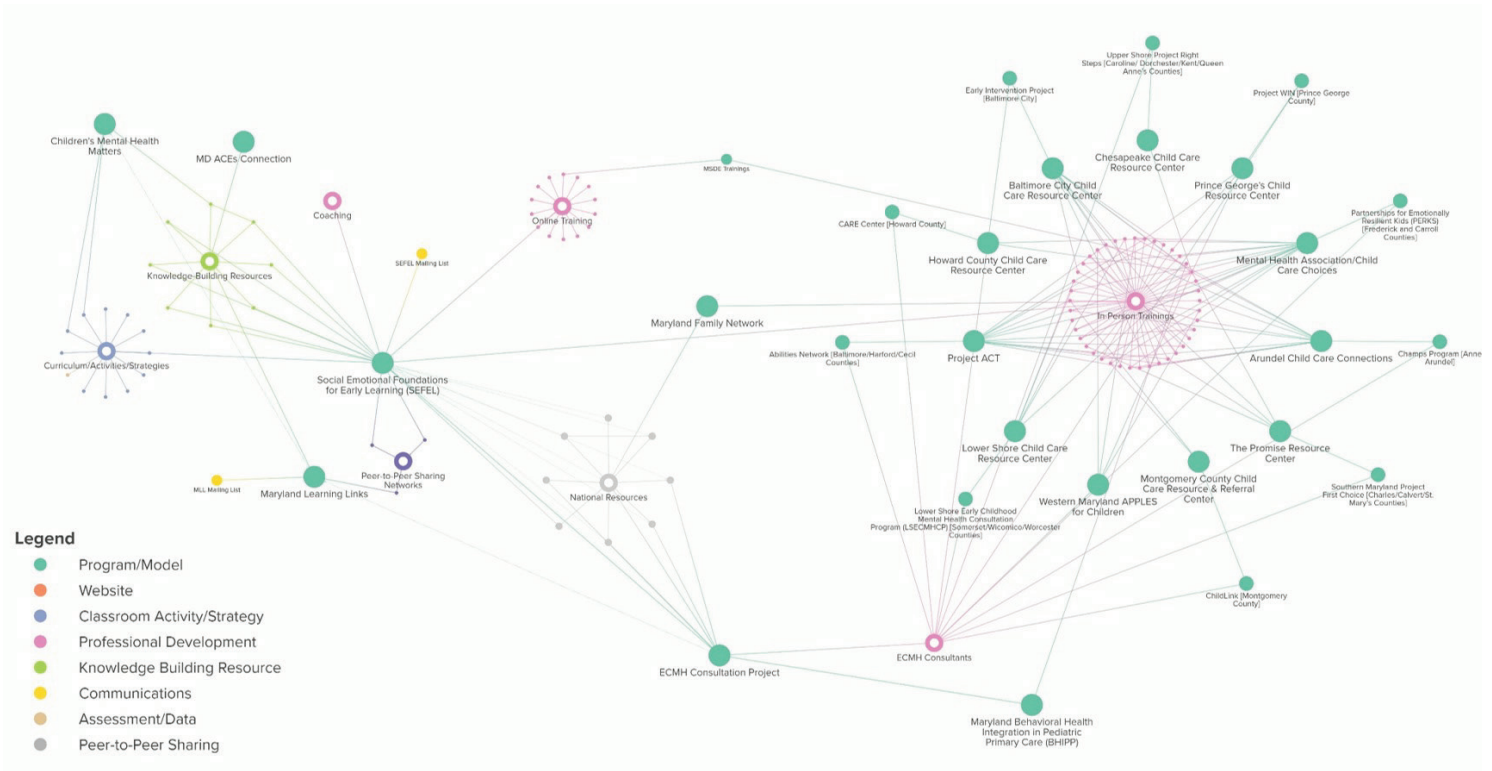 Upper Shore Project Right
Steps [Caroline/ Dorchester/Kent/Queen
Anne's Counties]
Early Intervention Project
[Baltimore City]
Project WIN [Prince George
County]
Children's Mental Health
Matters
MD ACEs Connection
Chesapeake Child Care
Resource Center
MSDE Trainings
Baltimore City Child
Care Resource Center
Prince George's Child
Resource Center
Coaching
Online Training
CARE Center [Howard County]
Partnerships for Emotionally
Resilient Kids (PERKS)
[Frederick and Carroll
Counties]
Howard County Child Care
Resource Center
Mental Health Association/Child
Care Choices
SEFEL Mailing List
Knowledge-Building Resources
In Person Trainings
Maryland Family Network
Abilities Network [Baltimore/Harford/Cecil
Counties]
Project ACT
Arundel Child Care Connections
Champs Program [Anne
Arundel]
Curriculum/Activities/Strategies
Social Emotional Foundations
for Early Learning (SEFEL)
Lower Shore Child Care
Resource Center
The Promise Resource
Center
Peer-to-Peer Sharing
Networks
MLL Mailing List
Maryland Learning Links
National Resources
Montgomery County Child
Care Resource & Referral
Center
Western Maryland APPLES
for Children
Southern Maryland Project
First Choice [Charles/Calvert/St.
Mary's Counties]
Lower Shore Early Childhood
Mental Health Consultation
Program (LSECMHCP) [Somerset/Wicomico/Worcester
Counties]
ChildLink [Montgomery
County]
ECMH Consultants
ECMH Consultation Project
Maryland Behavioral Health
Integration in Pediatric
Primary Care (BHIPP)
Legend
Program/Model
Website
Classroom Activity/Strategy
Professional Development
Knowledge Building Resource
Communications
Assessment/Data
Peer-to-Peer Sharing